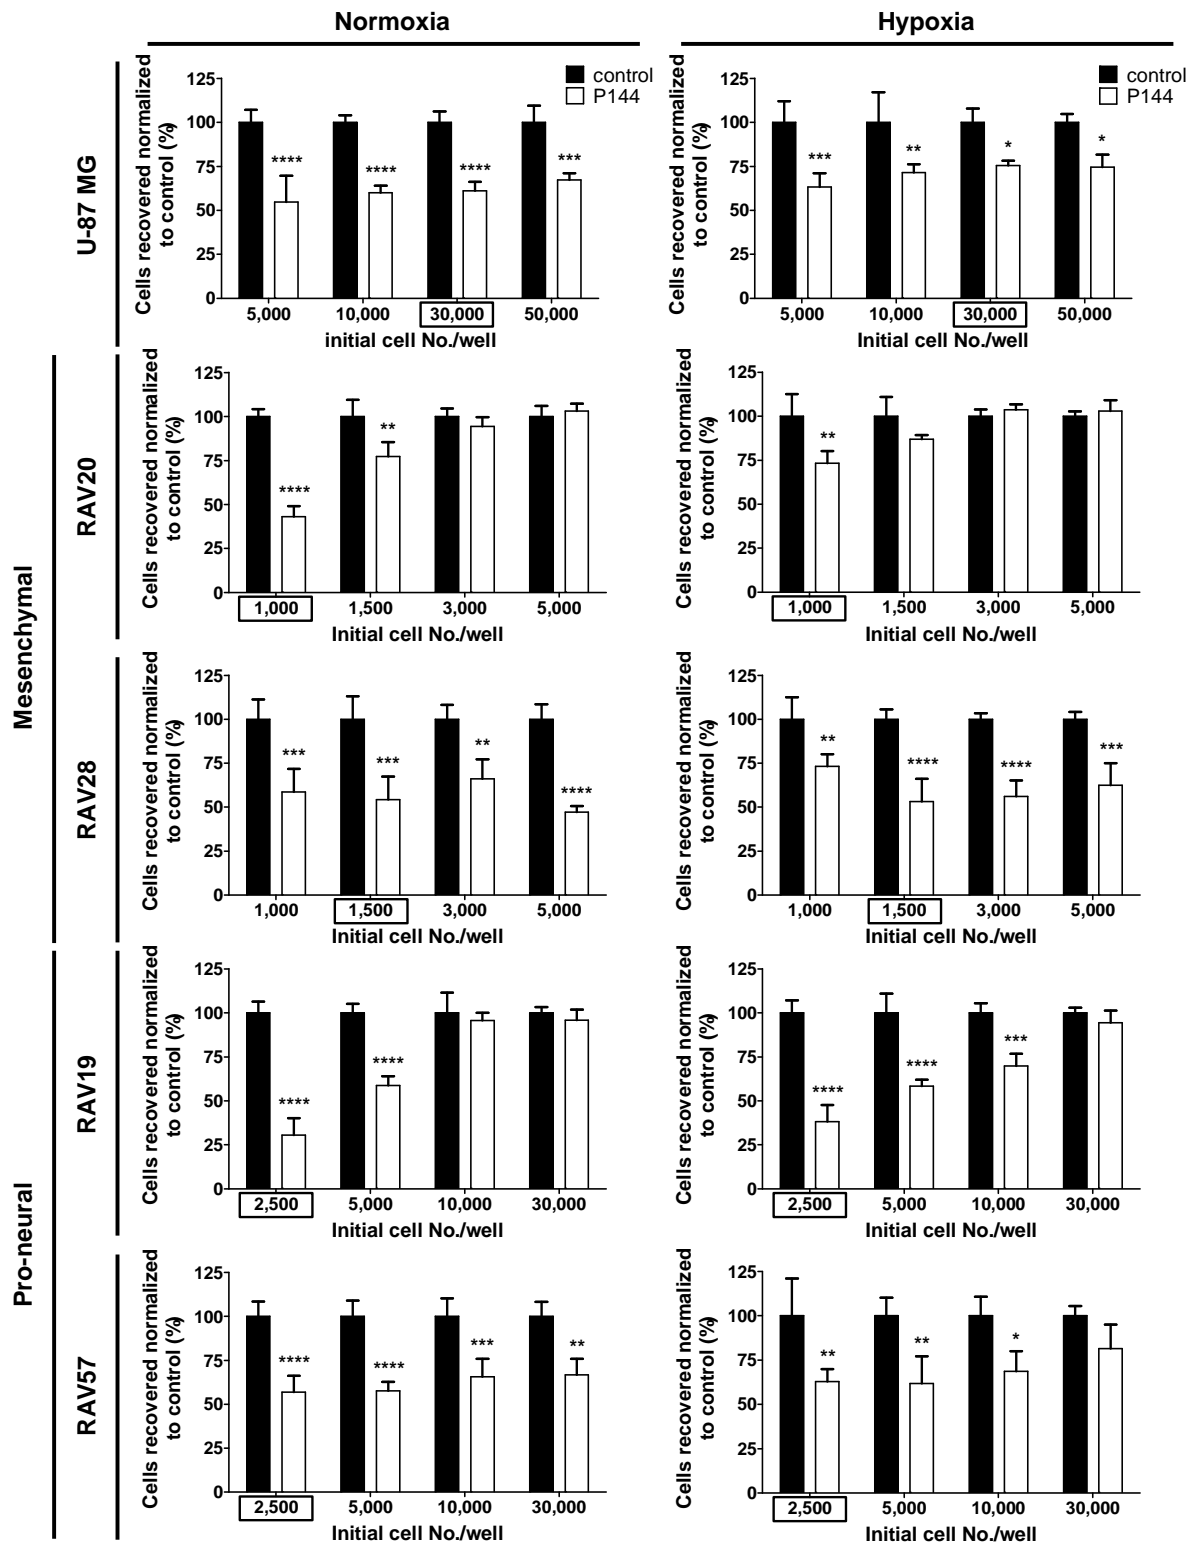 Normoxia
Hypoxia
U-87 MG
Cells recovered normalized
to control (%)
125
100
75
50
25
0
control
P144
****
****
****
***
5,000 10,000 30,000 50,000
initial cell No./well
Cells recovered normalized
to control (%)
125
100
75
50
25
0
control
P144
***
**
*
*
5,000 10,000 30,000 50,000
Initial cell No./well
Mesenchymal
RAV20
Cells recovered normalized
to control (%)
125
100
75
50
25
0
****
**
1,000 1,500 3,000 5,000
Initial cell No./well
Cells recovered normalized
to control (%)
125
100
75
50
25
0
**
1,000 1,500 3,000 5,000
Initial cell No./well
RAV28
Cells recovered normalized
to control (%)
125
100
75
50
25
0
***
***
**
****
1,000 1,500 3,000 5,000
Initial cell No./well
Cells recovered normalized
to control (%)
125
100
75
50
25
0
**
****
****
***
1,000 1,500 3,000 5,000
Initial cell No./well
Pro-neural
RAV19
Cells recovered normalized
to control (%)
125
100
75
50
25
0
****
****
2,500 5,000 10,000 30,000
Initial cell No./well
Cells recovered normalized
to control (%)
125
100
75
50
25
0
****
****
***
2,500 5,000 10,000 30,000
Initial cell No./well
RAV57
Cells recovered normalized
to control (%)
125
100
75
50
25
0
****
****
***
**
2,500 5,000 10,000 30,000
Initial cell No./well
Cells recovered normalized
to control (%)
125
100
75
50
25
0
**
**
*
2,500 5,000 10,000 30,000
Initial cell No./well